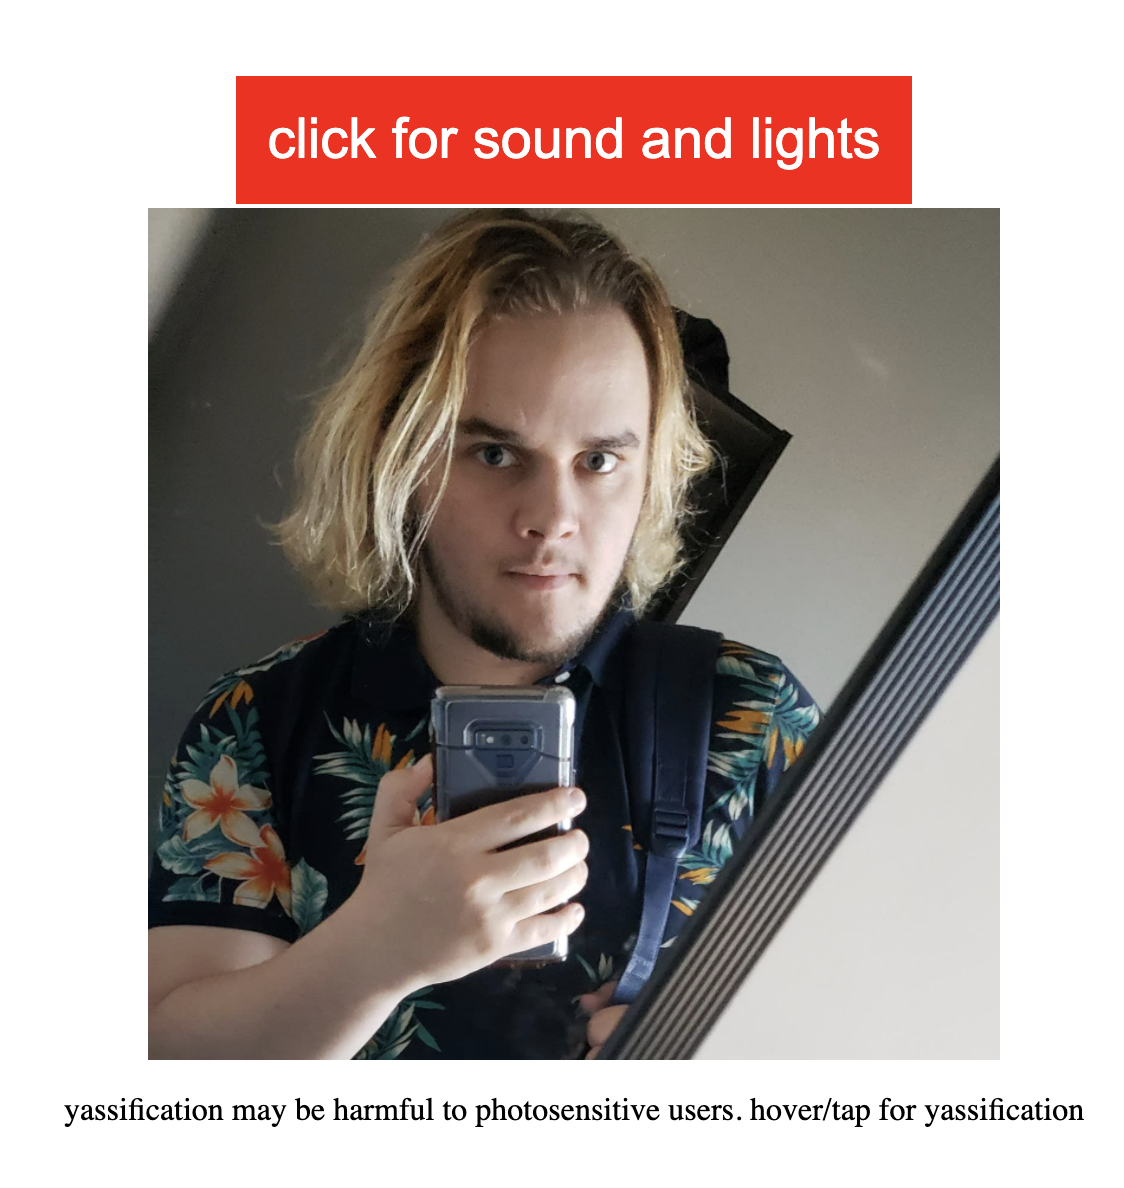 click for sound and lights
yassification may be harmful to photosensitive users. hover/tap for yassification